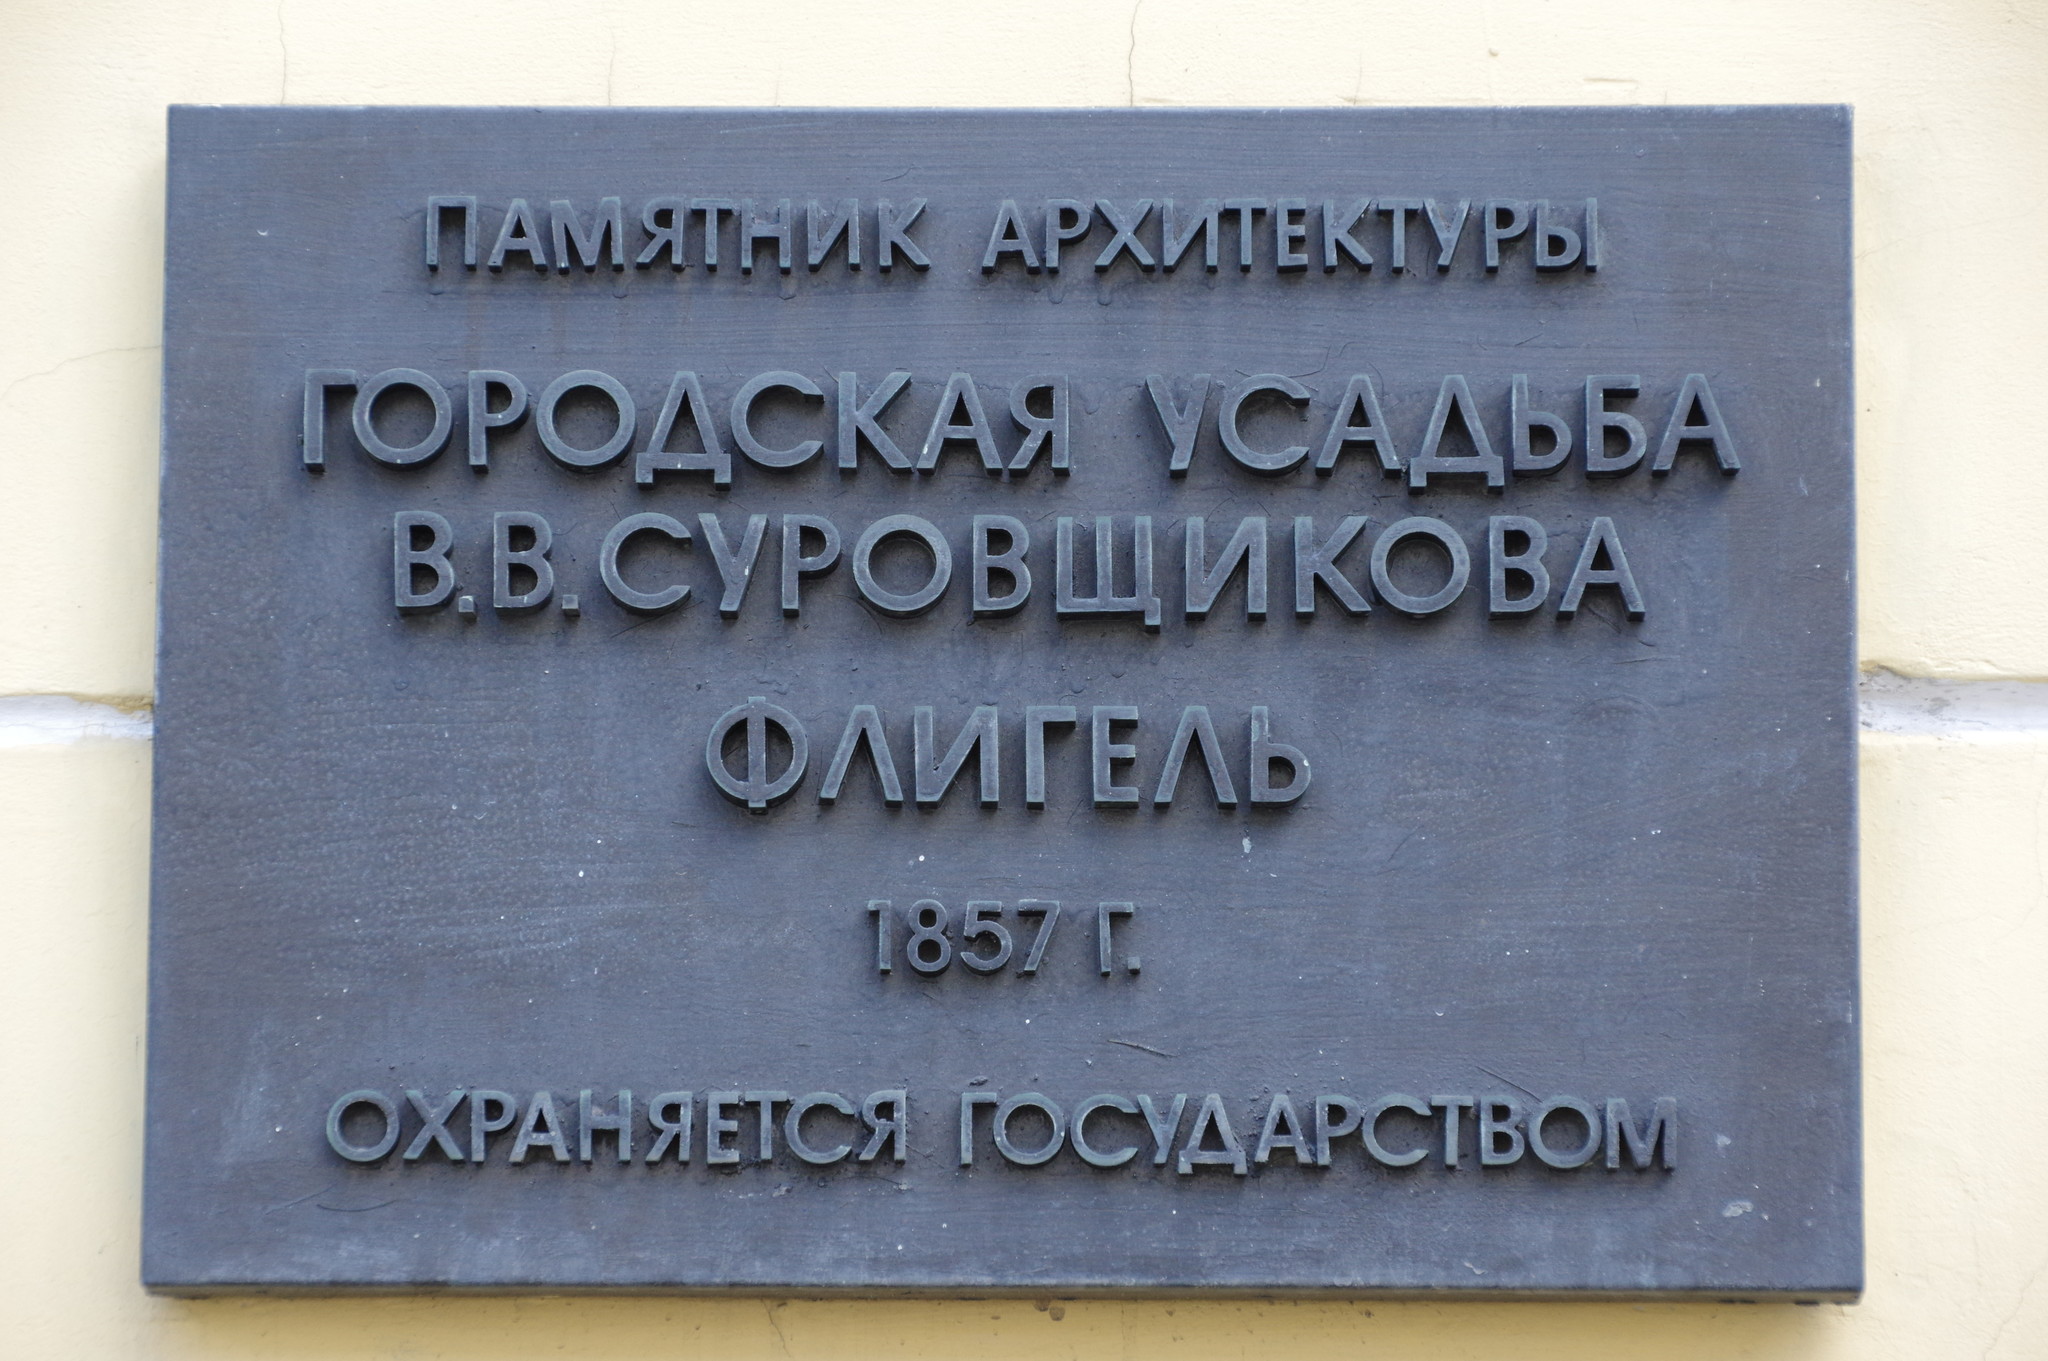 ПАМЯТНИК АРХИТЕКТУРЫ
ГОРОДСКАЯ УСАДЬБА
В.В.СУРОВЩИКОВА
ФЛИГЕЛЬ
1857 Г.
ОХРАНЯЕТСЯ ГОСУДАРСТВОМ